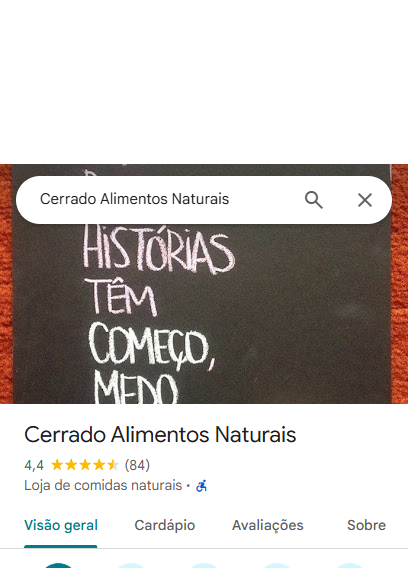 Cerrado Alimentos Naturais
HISTÓRIAS
TÊM
COMEÇO,
MEDO
Cerrado Alimentos Naturais
4,4 (84)
Loja de comidas naturais ·
Visão geral Cardápio Avaliações Sobre